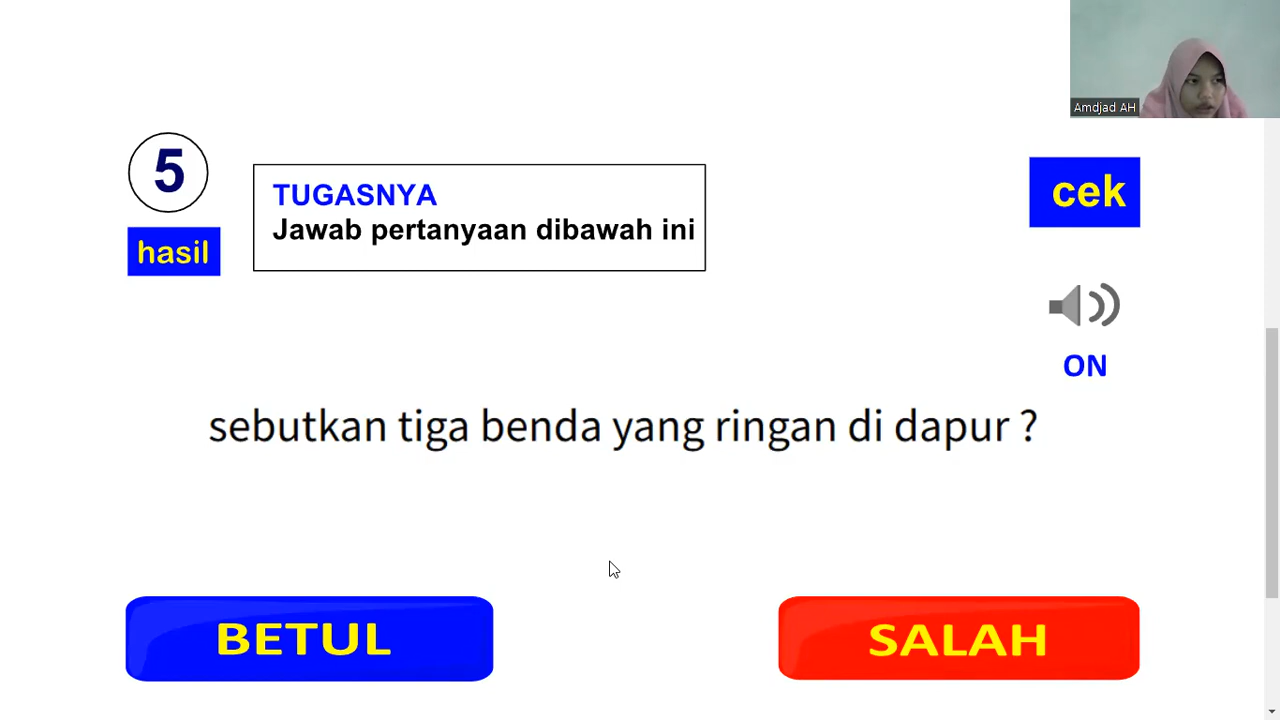 Amdjad AH
5
hasil
TUGASNYA
Jawab pertanyaan dibawah ini
cek
ON
sebutkan tiga benda yang ringan di dapur ?
BETUL
SALAH